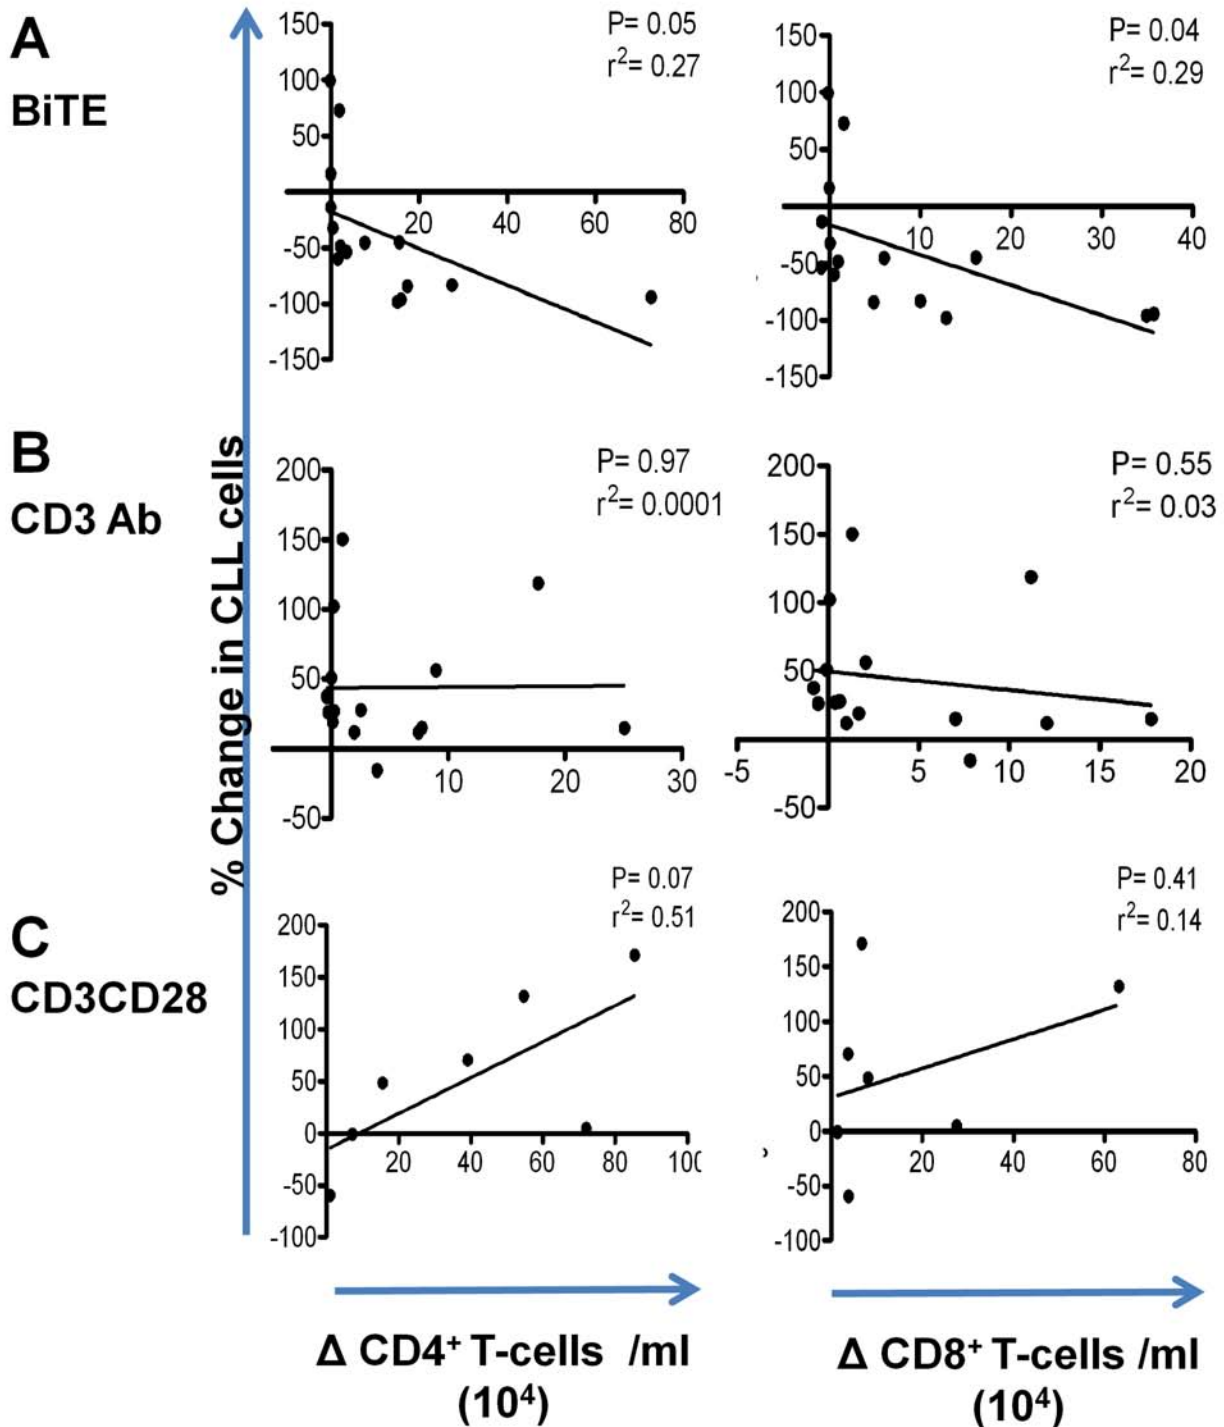 A
BiTE
P= 0.05
r²= 0.27
150
100
50
-50
-100
-150
20 40 60 80
P= 0.04
r²= 0.29
150
100
50
-50
-100
-150
10 20 30 40
B
CD3 Ab
P= 0.97
r²= 0.0001
200
150
100
50
-50
10 20 30
P= 0.55
r²= 0.03
200
150
100
50
-50
-5 5 10 15 20
C
CD3CD28
P= 0.07
r²= 0.51
200
150
100
50
0
-50
-100
20 40 60 80 100
P= 0.41
r²= 0.14
200
150
100
50
0
-50
-100
20 40 60 80
% Change in CLL cells
Δ CD4⁺ T-cells /ml
(10⁴)
Δ CD8⁺ T-cells /ml
(10⁴)